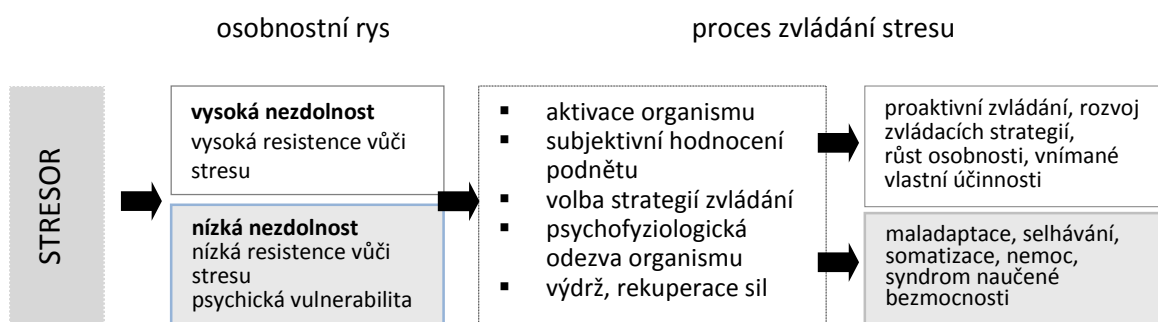 osobnostní rys
proces zvládání stresu
STRESOR
vysoká nezdolnost
vysoká resistence vůči
stresu
nízká nezdolnost
nízká resistence vůči
stresu
psychická vulnerabilita
▪ aktivace organismu
▪ subjektivní hodnocení
podnětu
▪ volba strategií zvládání
▪ psychofyziologická
odezva organismu
▪ výdrž, rekuperace sil
proaktivní zvládání, rozvoj
zvládacích strategií,
růst osobnosti, vnímané
vlastní účinnosti
maladaptace, selhávání,
somatizace, nemoc,
syndrom naučené
bezmocnosti